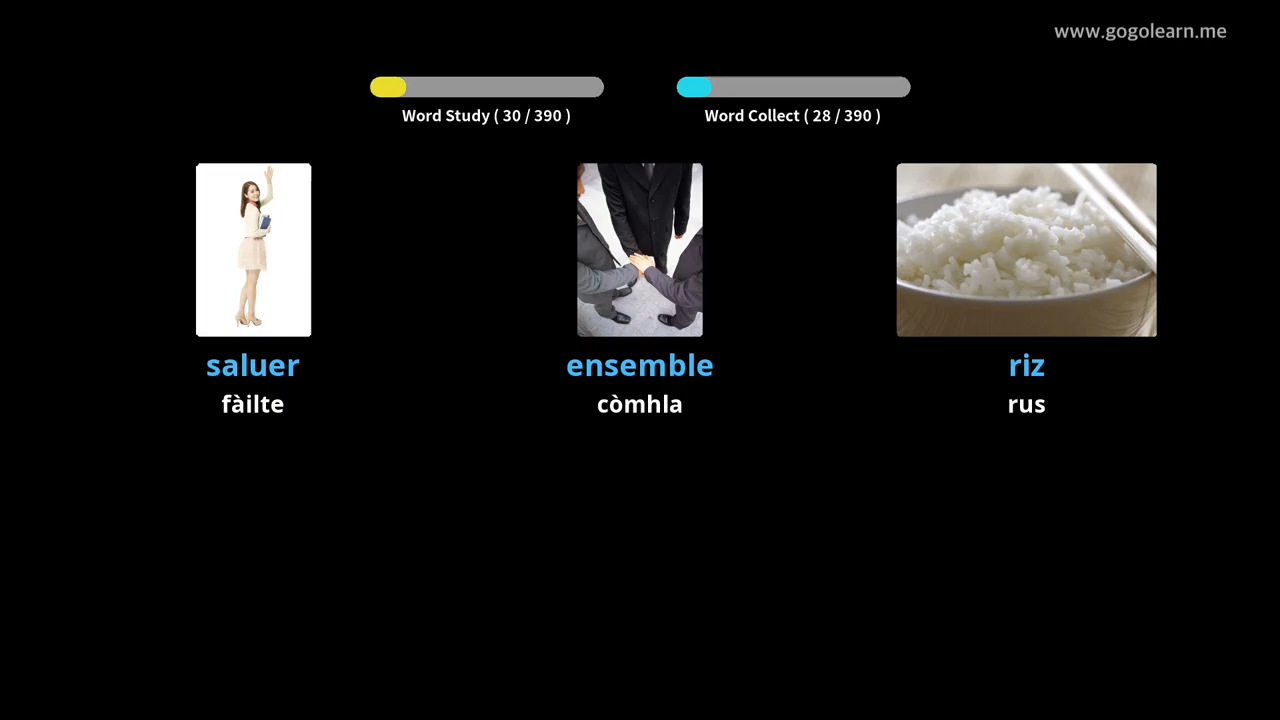 www.gogolearn.me
Word Study ( 30 / 390 )
Word Collect ( 28 / 390 )
saluer
fàilte
ensemble
còmhla
riz
rus